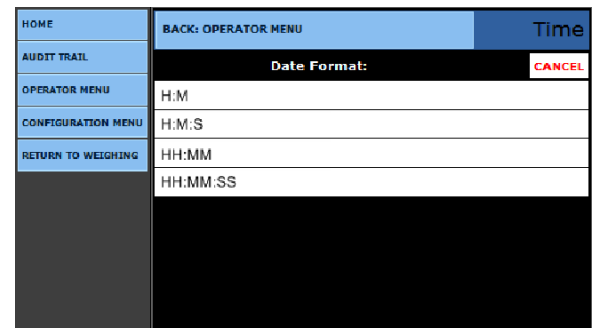 HOME
AUDIT TRAIL
OPERATOR MENU
CONFIGURATION MENU
RETURN TO WEIGHING
BACK: OPERATOR MENU
Time
Date Format:
CANCEL
H:M
H:M:S
HH:MM
HH:MM:SS